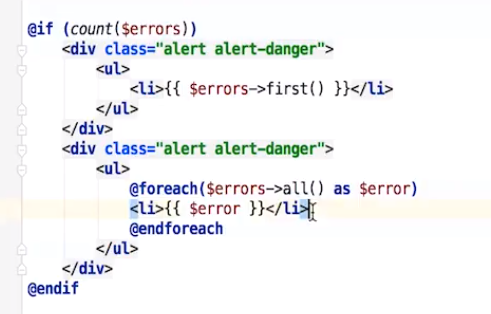 @if (count($errors))
<div class="alert alert-danger">
<ul>
<li>{{ $errors->first() }}</li>
</ul>
</div>
<div class="alert alert-danger">
<ul>
@foreach($errors->all() as $error)
<li>{{ $error }}</li>
@endforeach
</ul>
</div>
@endif